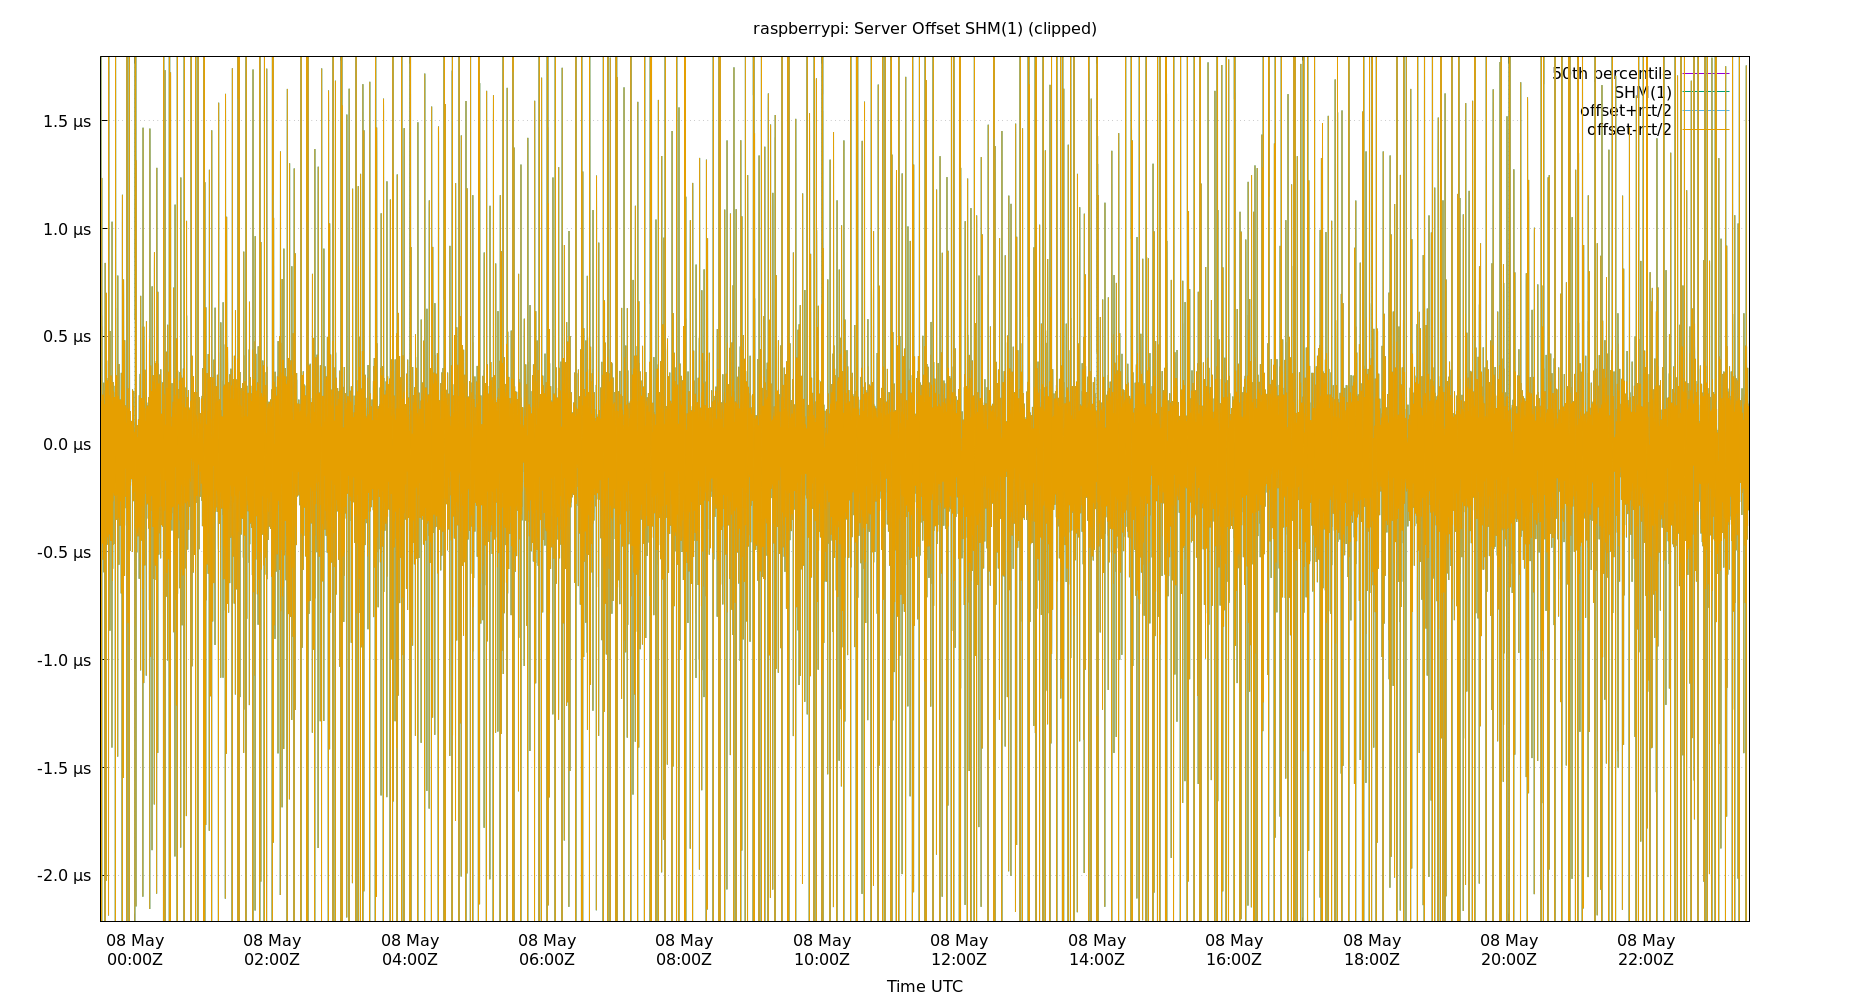 raspberrypi: Server Offset SHM(1) (clipped)
50th percentile
SHM(1)
offset+rtt/2
offset-rtt/2
1.5 µs
1.0 µs
0.5 µs
0.0 µs
-0.5 µs
-1.0 µs
-1.5 µs
-2.0 µs
08 May 08 May 08 May 08 May 08 May 08 May 08 May 08 May 08 May 08 May 08 May 08 May
00:00Z 02:00Z 04:00Z 06:00Z 08:00Z 10:00Z 12:00Z 14:00Z 16:00Z 18:00Z 20:00Z 22:00Z
Time UTC